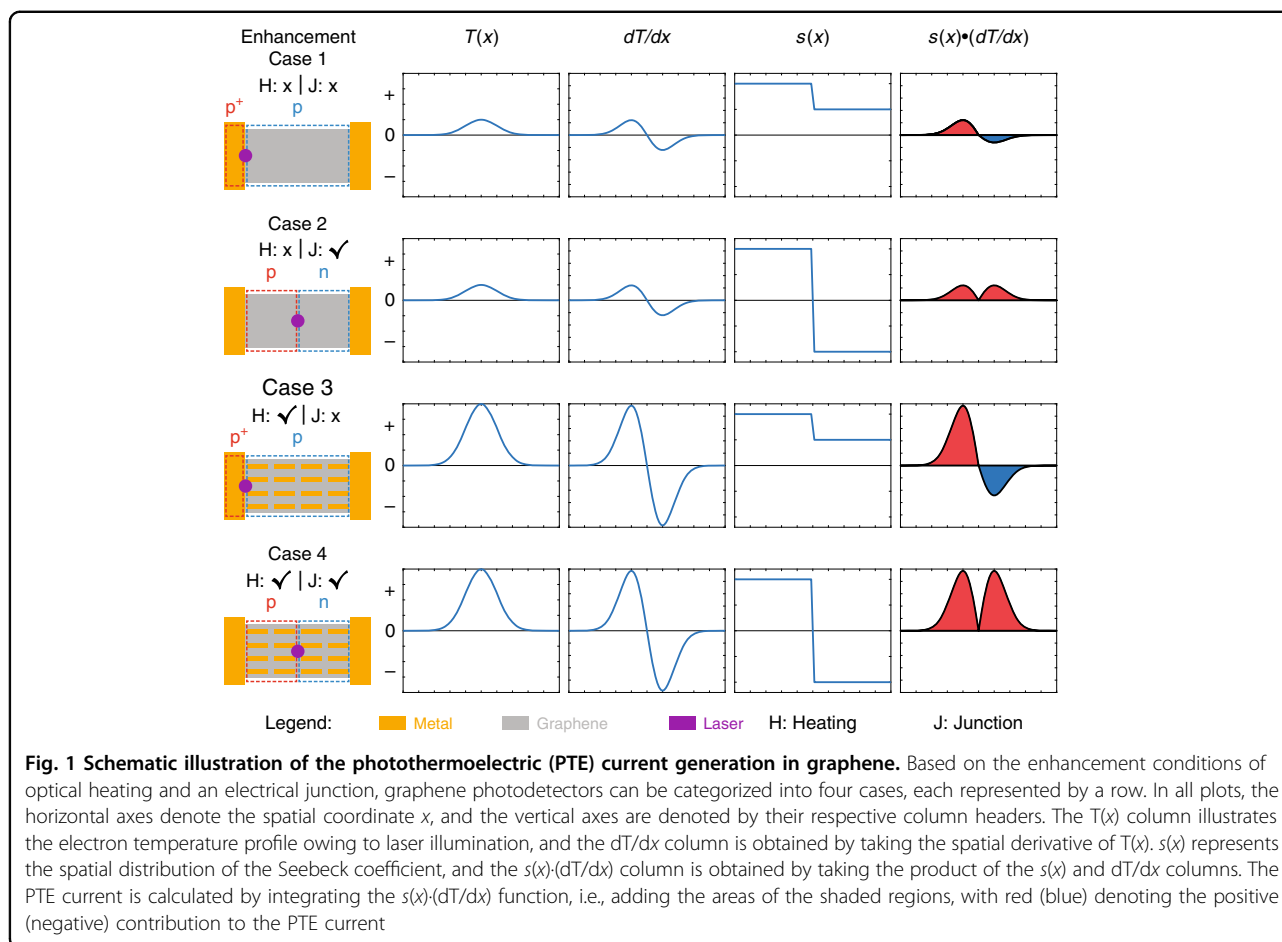 Enhancement T(x) dT/dx s(x) s(x)•(dT/dx)
Case 1
H: x | J: x
p⁺ p
+
0
−
Case 2
H: x | J: ✓
p n
+
0
−
Case 3
H: ✓ | J: x
p⁺ p
+
0
−
Case 4
H: ✓ | J: ✓
p n
+
0
−
Legend: Metal Graphene Laser H: Heating J: Junction
Fig. 1 Schematic illustration of the photothermoelectric (PTE) current generation in graphene. Based on the enhancement conditions of
optical heating and an electrical junction, graphene photodetectors can be categorized into four cases, each represented by a row. In all plots, the
horizontal axes denote the spatial coordinate x, and the vertical axes are denoted by their respective column headers. The T(x) column illustrates
the electron temperature profile owing to laser illumination, and the dT/dx column is obtained by taking the spatial derivative of T(x). s(x) represents
the spatial distribution of the Seebeck coefficient, and the s(x)·(dT/dx) column is obtained by taking the product of the s(x) and dT/dx columns. The
PTE current is calculated by integrating the s(x)·(dT/dx) function, i.e., adding the areas of the shaded regions, with red (blue) denoting the positive
(negative) contribution to the PTE current